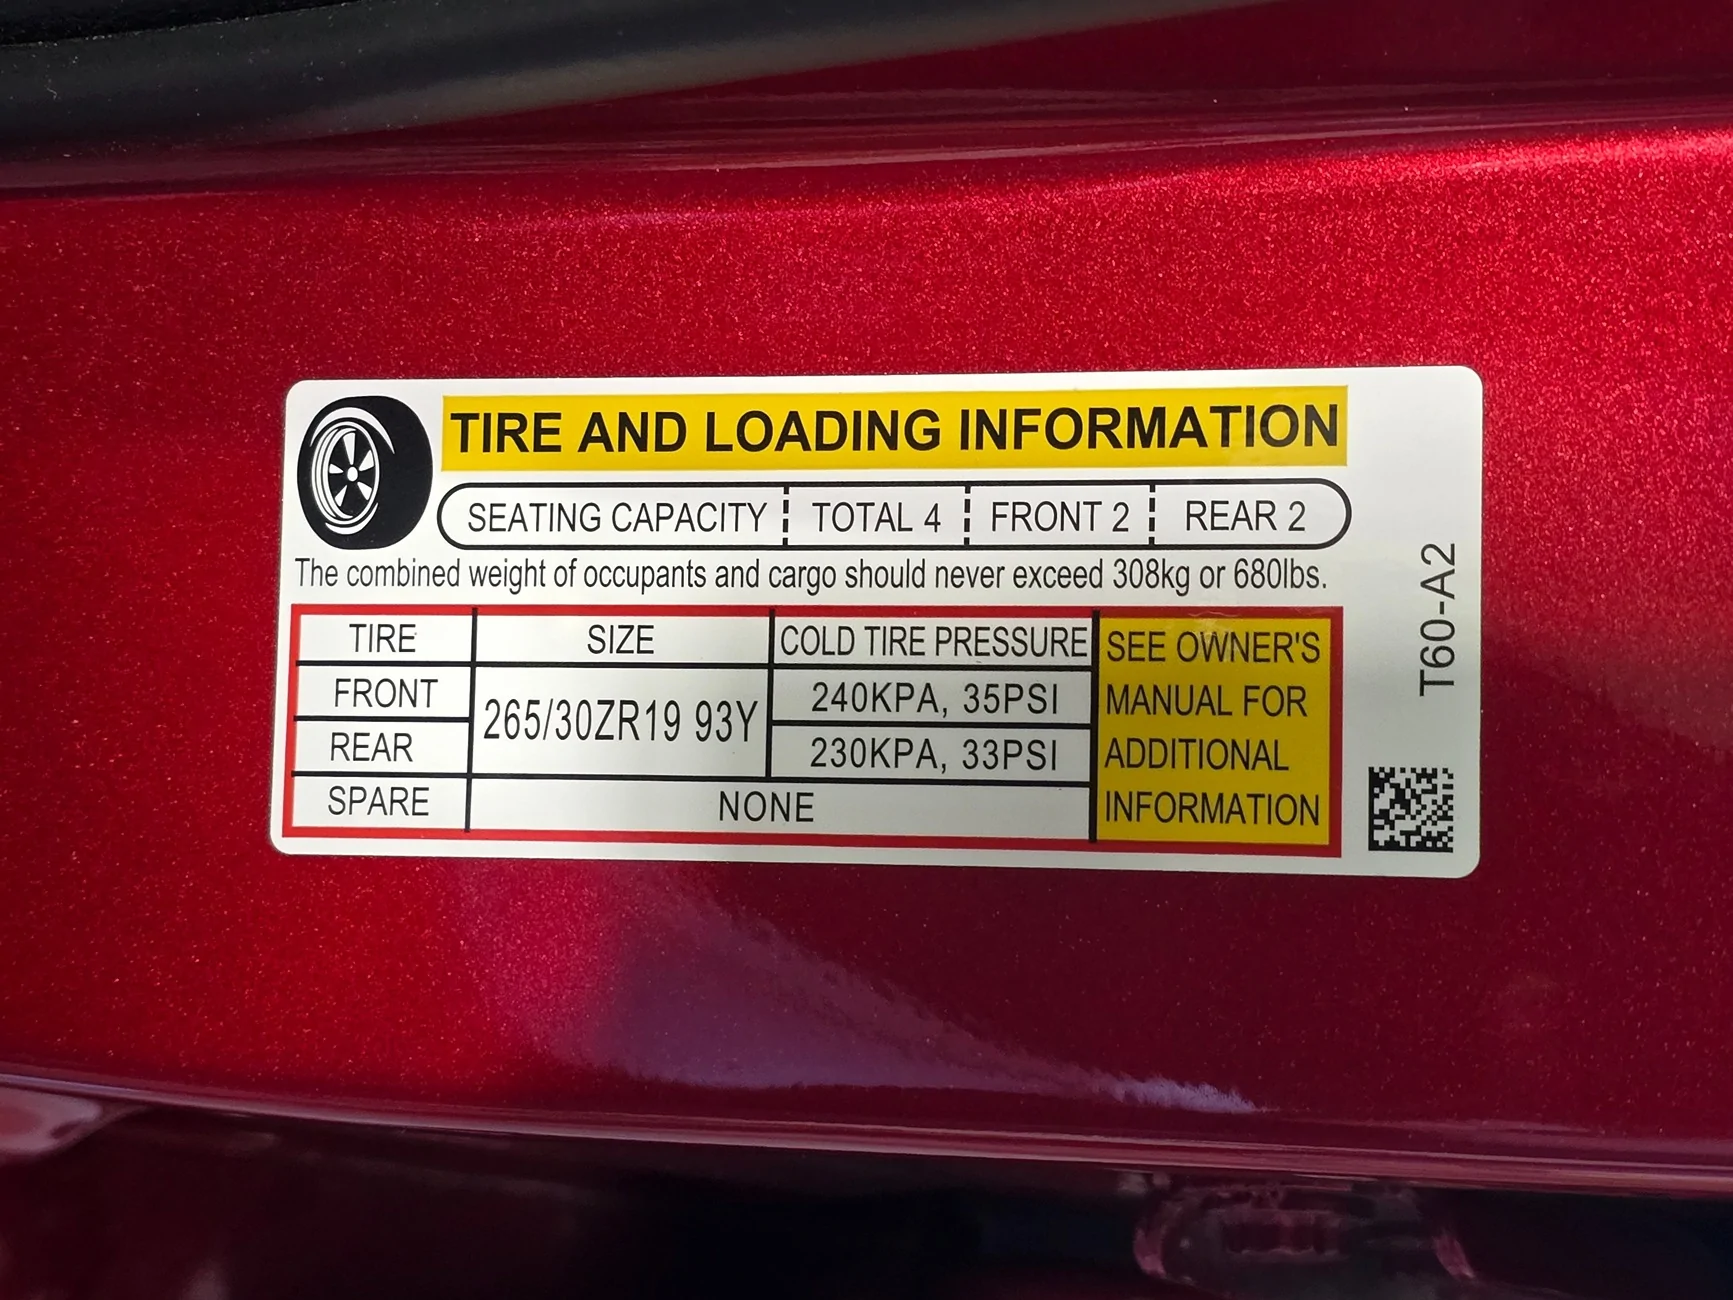 TIRE AND LOADING INFORMATION
SEATING CAPACITY TOTAL 4 FRONT 2 REAR 2
The combined weight of occupants and cargo should never exceed 308kg or 680lbs.
TIRE SIZE COLD TIRE PRESSURE
FRONT 265/30ZR19 93Y 240KPA, 35PSI
REAR 230KPA, 33PSI
SPARE NONE
SEE OWNER'S
MANUAL FOR
ADDITIONAL
INFORMATION
T60-A2